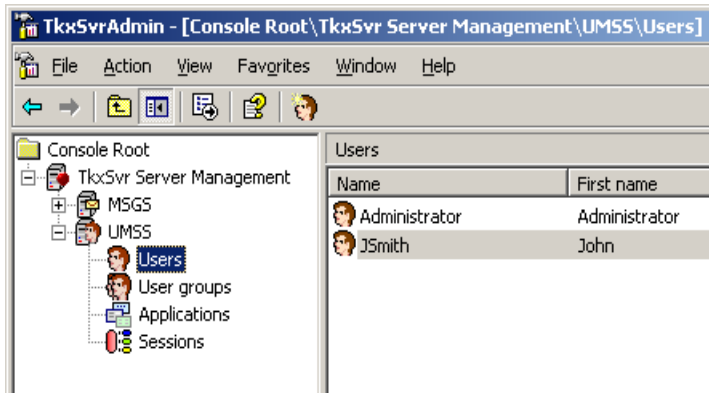 TkxSvrAdmin - [Console Root\TkxSvr Server Management\UMSS\Users]
File Action View Favorites Window Help
Console Root
TkxSvr Server Management
MSGS
UMSS
Users
User groups
Applications
Sessions
Users
Name First name
Administrator Administrator
JSmith John